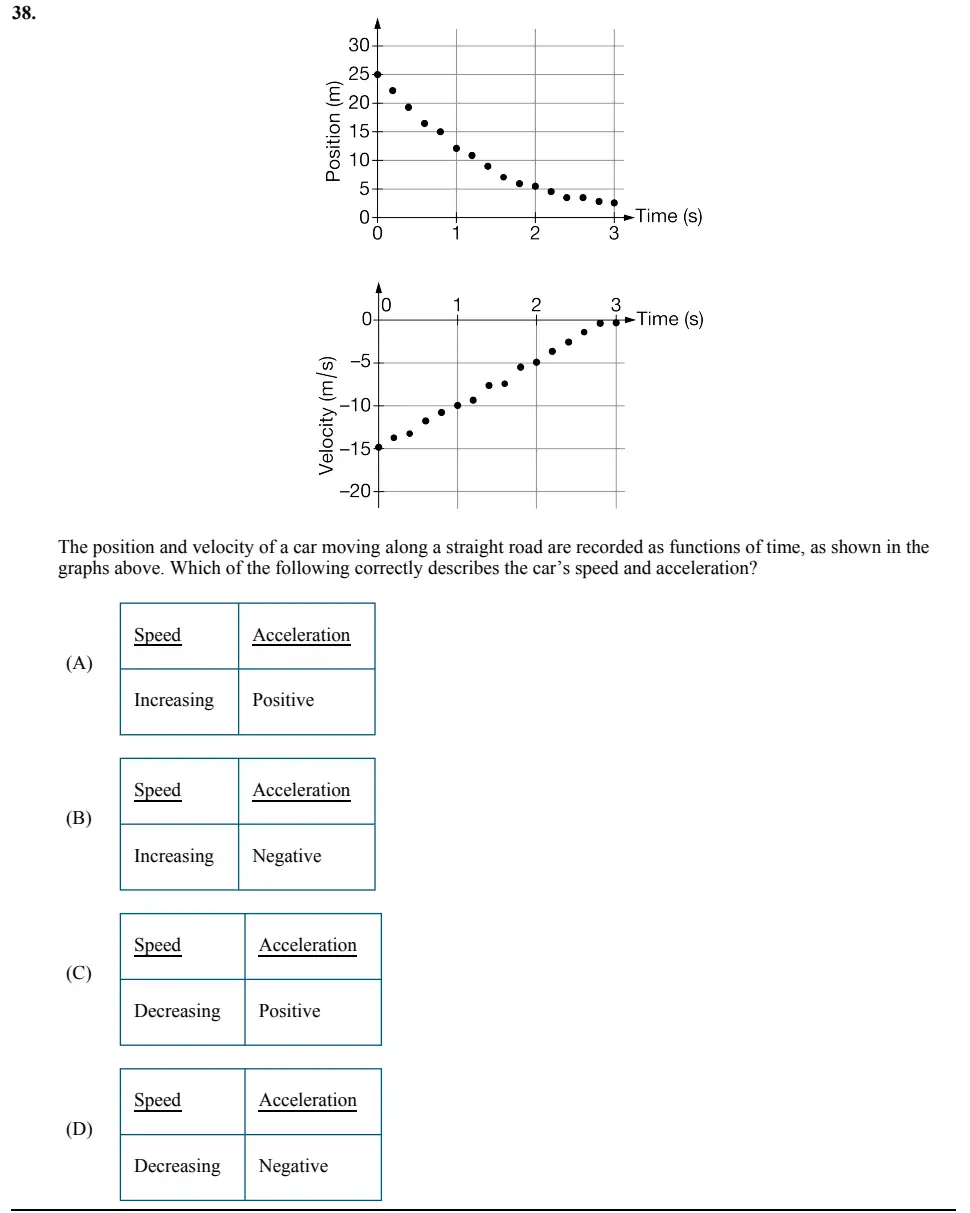 38.
30
25
20
15
10
5
0
Position (m)
Time (s)
0 1 2 3
0 1 2 3
0
Time (s)
–5
–10
–15
–20
Velocity (m/s)
The position and velocity of a car moving along a straight road are recorded as functions of time, as shown in the
graphs above. Which of the following correctly describes the car’s speed and acceleration?
(A)
Speed Acceleration
Increasing Positive
(B)
Speed Acceleration
Increasing Negative
(C)
Speed Acceleration
Decreasing Positive
(D)
Speed Acceleration
Decreasing Negative